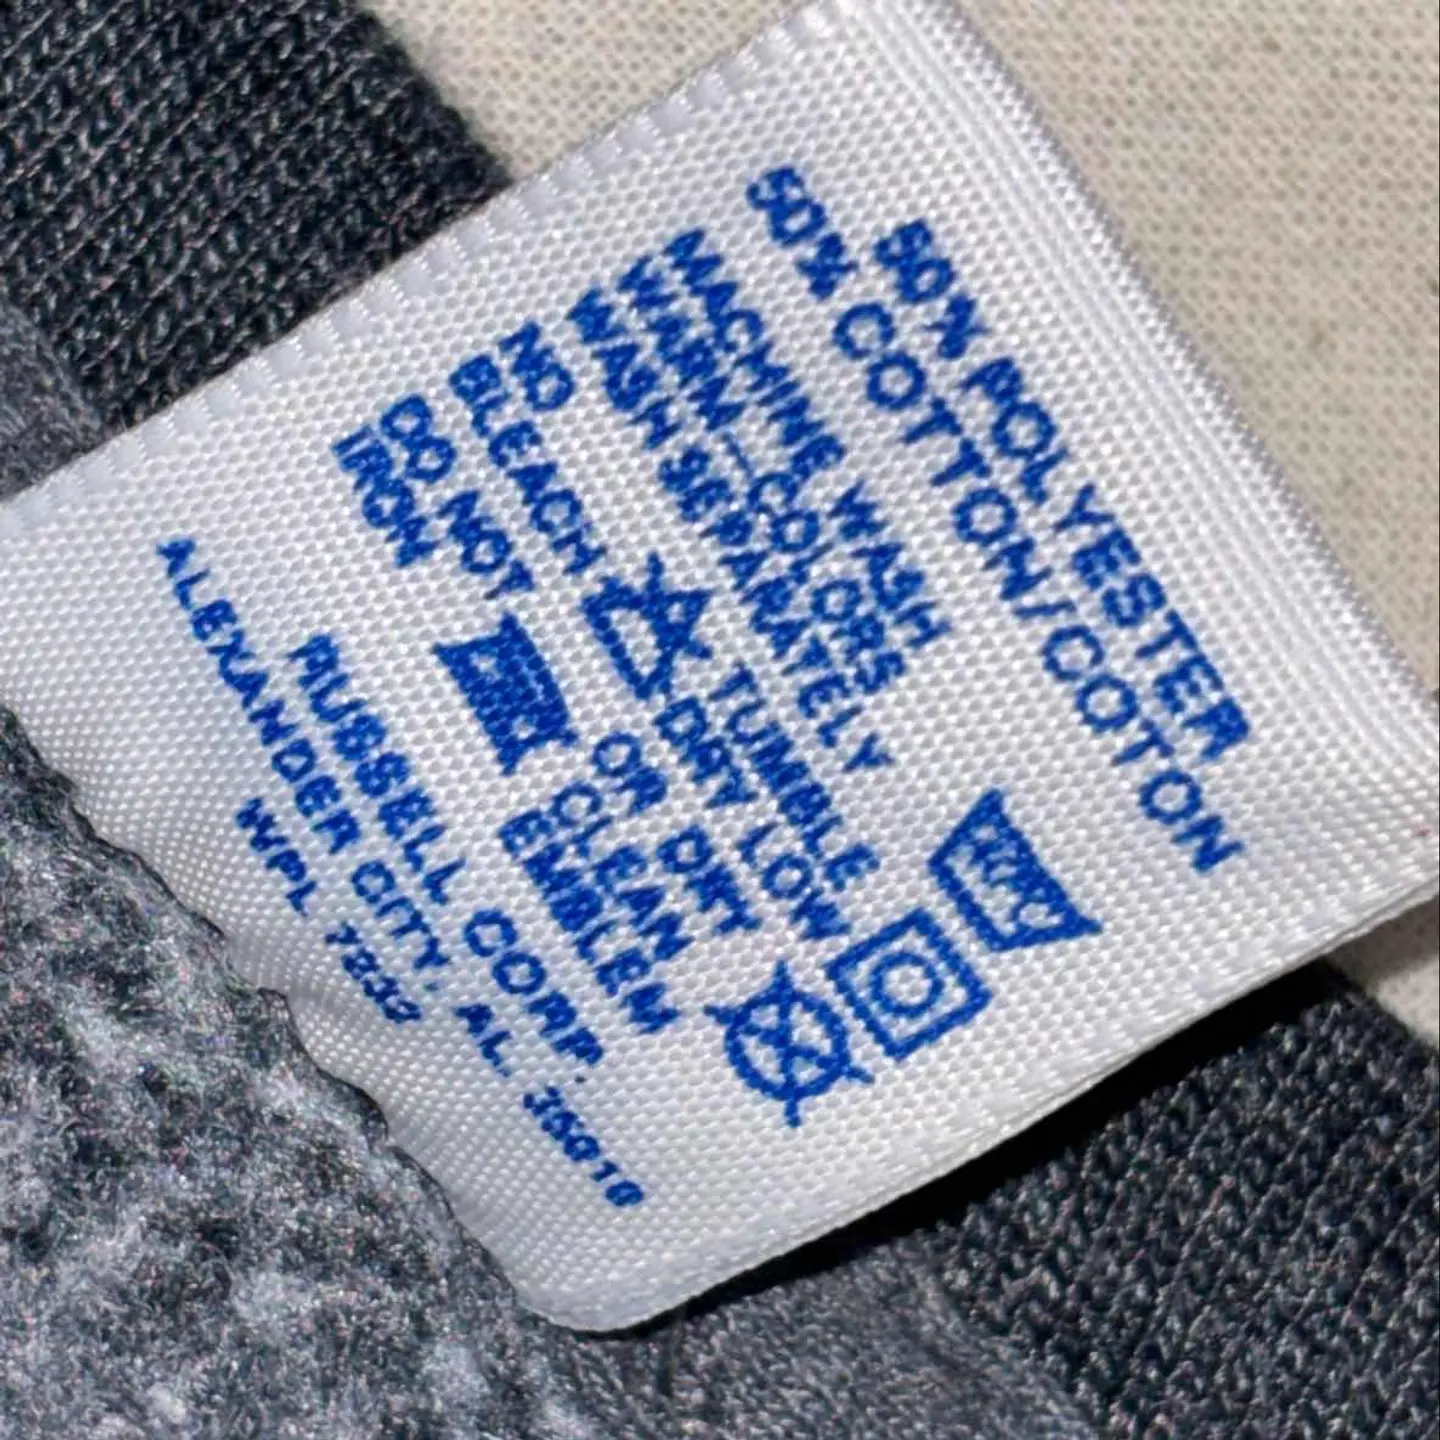 50% POLYESTER
50% COTTON/COTON
MACHINE WASH
WARM—COLORS
WASH SEPARATELY
TUMBLE
DRY LOW
NO
BLEACH
OR DRY
CLEAN
EMBLEM
DO NOT
IRON
RUSSELL CORP.
ALEXANDER CITY, AL. 35010
WPL 7233